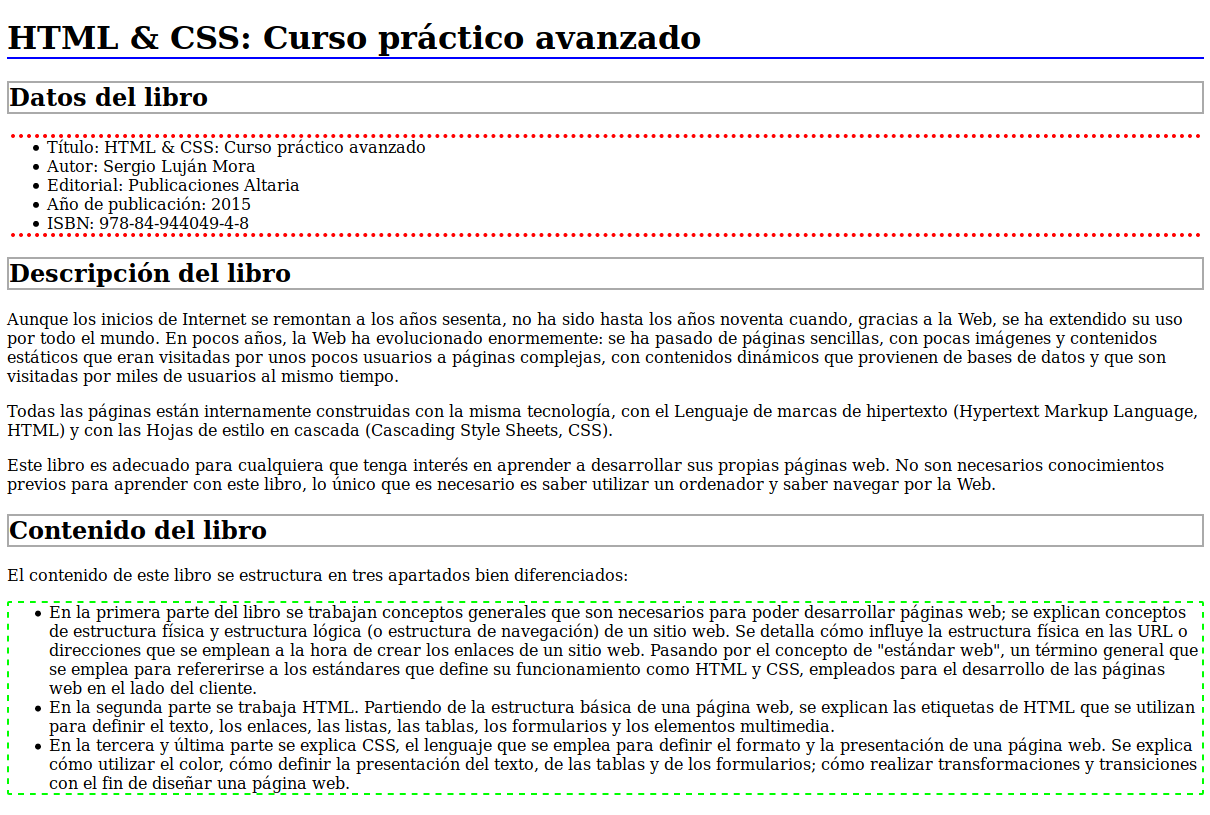 HTML & CSS: Curso práctico avanzado
Datos del libro
Título: HTML & CSS: Curso práctico avanzado
Autor: Sergio Luján Mora
Editorial: Publicaciones Altaria
Año de publicación: 2015
ISBN: 978-84-944049-4-8
Descripción del libro
Aunque los inicios de Internet se remontan a los años sesenta, no ha sido hasta los años noventa cuando, gracias a la Web, se ha extendido su uso
por todo el mundo. En pocos años, la Web ha evolucionado enormemente: se ha pasado de páginas sencillas, con pocas imágenes y contenidos
estáticos que eran visitadas por unos pocos usuarios a páginas complejas, con contenidos dinámicos que provienen de bases de datos y que son
visitadas por miles de usuarios al mismo tiempo.
Todas las páginas están internamente construidas con la misma tecnología, con el Lenguaje de marcas de hipertexto (Hypertext Markup Language,
HTML) y con las Hojas de estilo en cascada (Cascading Style Sheets, CSS).
Este libro es adecuado para cualquiera que tenga interés en aprender a desarrollar sus propias páginas web. No son necesarios conocimientos
previos para aprender con este libro, lo único que es necesario es saber utilizar un ordenador y saber navegar por la Web.
Contenido del libro
El contenido de este libro se estructura en tres apartados bien diferenciados:
En la primera parte del libro se trabajan conceptos generales que son necesarios para poder desarrollar páginas web; se explican conceptos
de estructura física y estructura lógica (o estructura de navegación) de un sitio web. Se detalla cómo influye la estructura física en las URL o
direcciones que se emplean a la hora de crear los enlaces de un sitio web. Pasando por el concepto de "estándar web", un término general que
se emplea para refererirse a los estándares que define su funcionamiento como HTML y CSS, empleados para el desarrollo de las páginas
web en el lado del cliente.
En la segunda parte se trabaja HTML. Partiendo de la estructura básica de una página web, se explican las etiquetas de HTML que se utilizan
para definir el texto, los enlaces, las listas, las tablas, los formularios y los elementos multimedia.
En la tercera y última parte se explica CSS, el lenguaje que se emplea para definir el formato y la presentación de una página web. Se explica
cómo utilizar el color, cómo definir la presentación del texto, de las tablas y de los formularios; cómo realizar transformaciones y transiciones
con el fin de diseñar una página web.